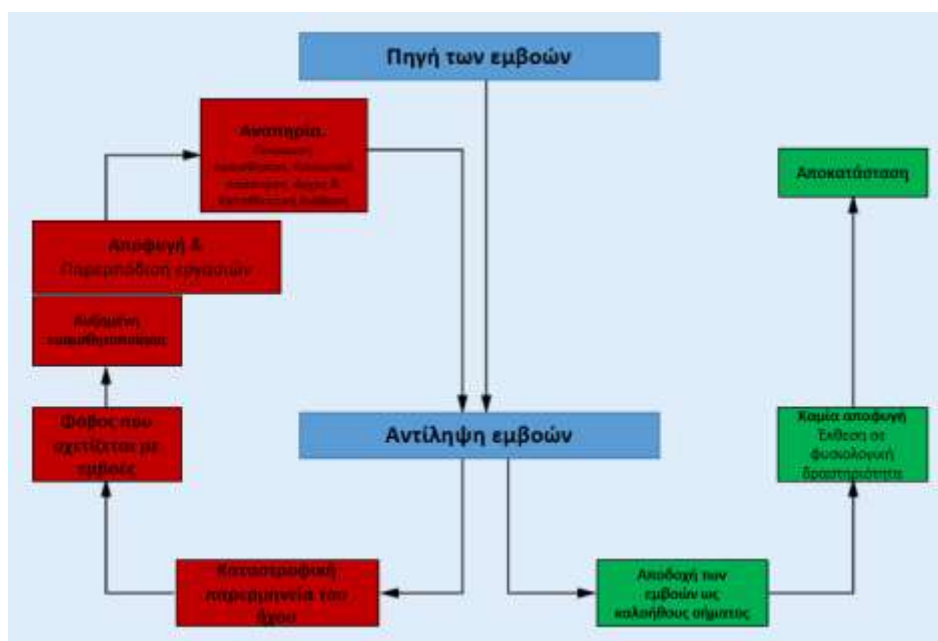 Πηγή των εμβοών
Αναπηρία.
Αποκατάσταση
Αποφυγή &
Παρεμπόδιση εργασιών
Αυξημένη
Αντίληψη εμβοών
Φόβος που
σχετίζεται με
εμβοές
Καμία αποφυγή
Έκθεση σε
φυσιολογική
δραστηριότητα
Καταστροφική
παρερμηνεία του
ήχου
Αποδοχή των
εμβοών ως
καλοήθους σήματος